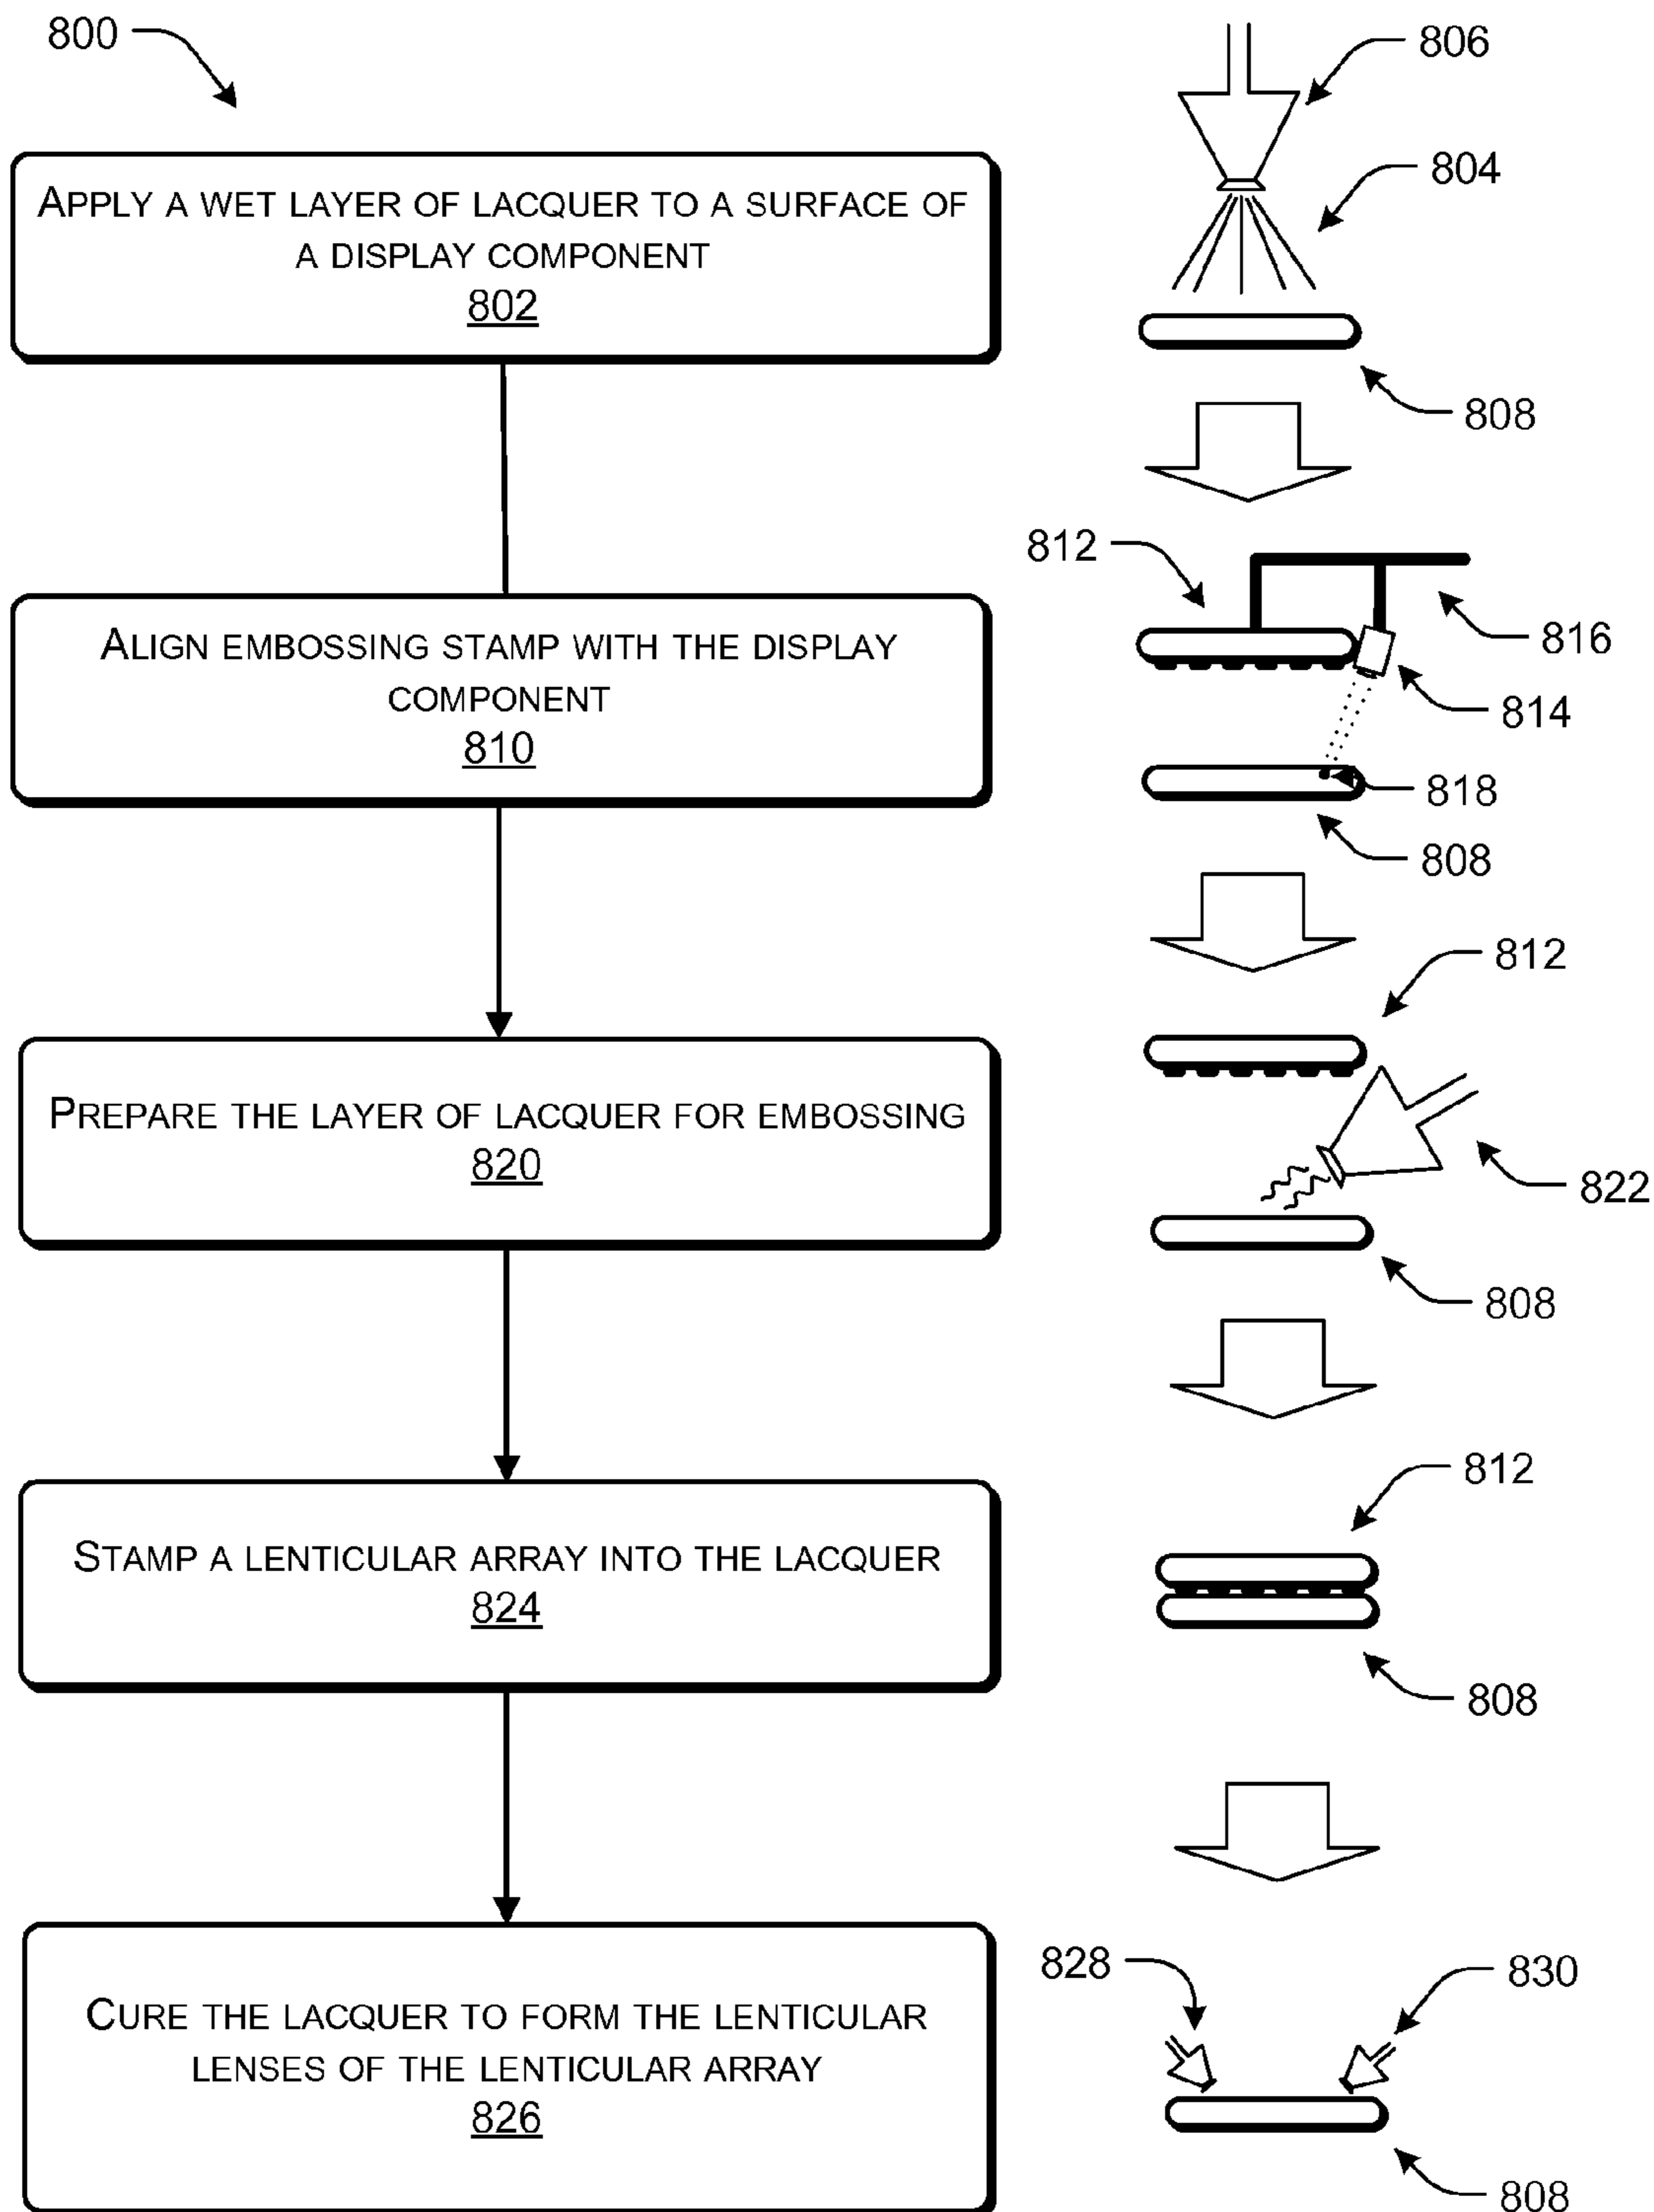 800
806
804
APPLY A WET LAYER OF LACQUER TO A SURFACE OF
A DISPLAY COMPONENT
802
808
812
816
ALIGN EMBOSSING STAMP WITH THE DISPLAY
COMPONENT
810
814
818
808
812
PREPARE THE LAYER OF LACQUER FOR EMBOSSING
820
822
808
812
STAMP A LENTICULAR ARRAY INTO THE LACQUER
824
808
828
830
CURE THE LACQUER TO FORM THE LENTICULAR
LENSES OF THE LENTICULAR ARRAY
826
808